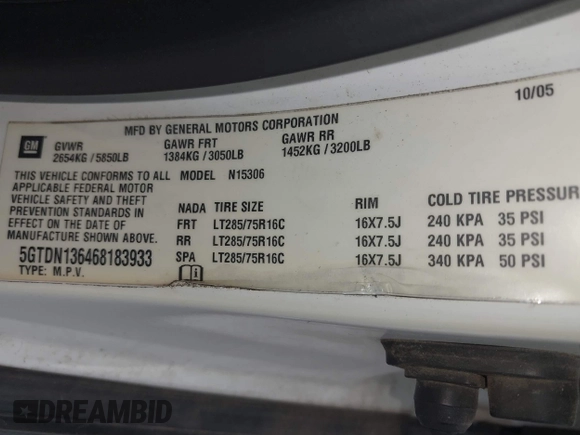 10/05
MFD BY GENERAL MOTORS CORPORATION
GM GVWR GAWR FRT GAWR RR
2654KG/5850LB 1384KG/3050LB 1452KG/3200LB
THIS VEHICLE CONFORMS TO ALL MODEL N15306
APPLICABLE FEDERAL MOTOR
VEHICLE SAFETY AND THEFT
PREVENTION STANDARDS IN
EFFECT ON THE DATE OF
MANUFACTURE SHOWN ABOVE.
5GTDN136468183933
TYPE: M.P.V.
NADA TIRE SIZE RIM COLD TIRE PRESSURE
FRT LT285/75R16C 16X7.5J 240 KPA 35 PSI
RR LT285/75R16C 16X7.5J 240 KPA 35 PSI
SPA LT285/75R16C 16X7.5J 340 KPA 50 PSI
DREAMBID